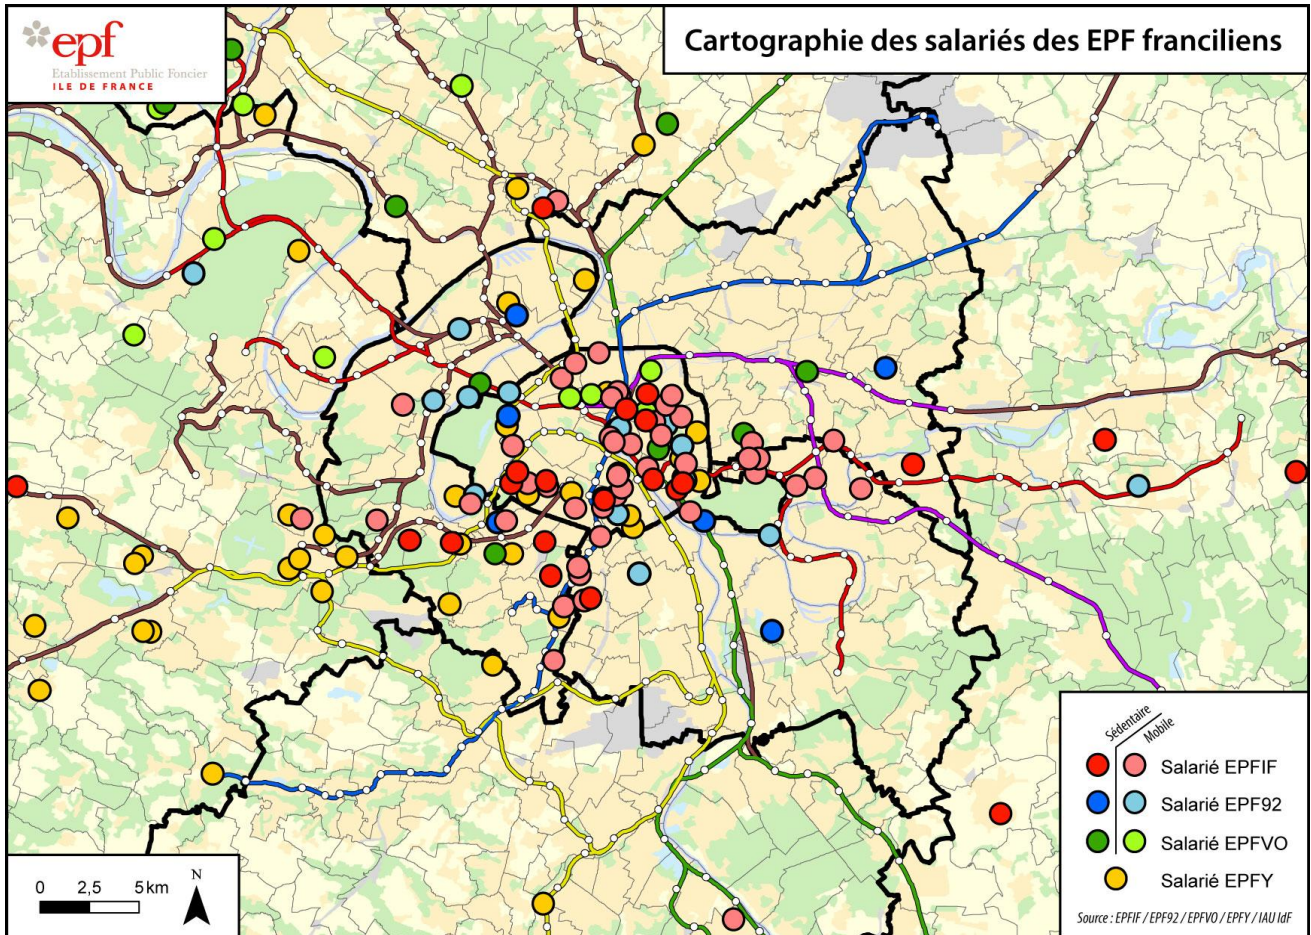 epf
Etablissement Public Foncier
ILE DE FRANCE
Cartographie des salariés des EPF franciliens
Sédentaire
Mobile
Salarié EPFIF
Salarié EPF92
Salarié EPFVO
Salarié EPFY
Source : EPFIF / EPF92 / EPFVO / EPFY / IAU IdF
0 2,5 5 km
N